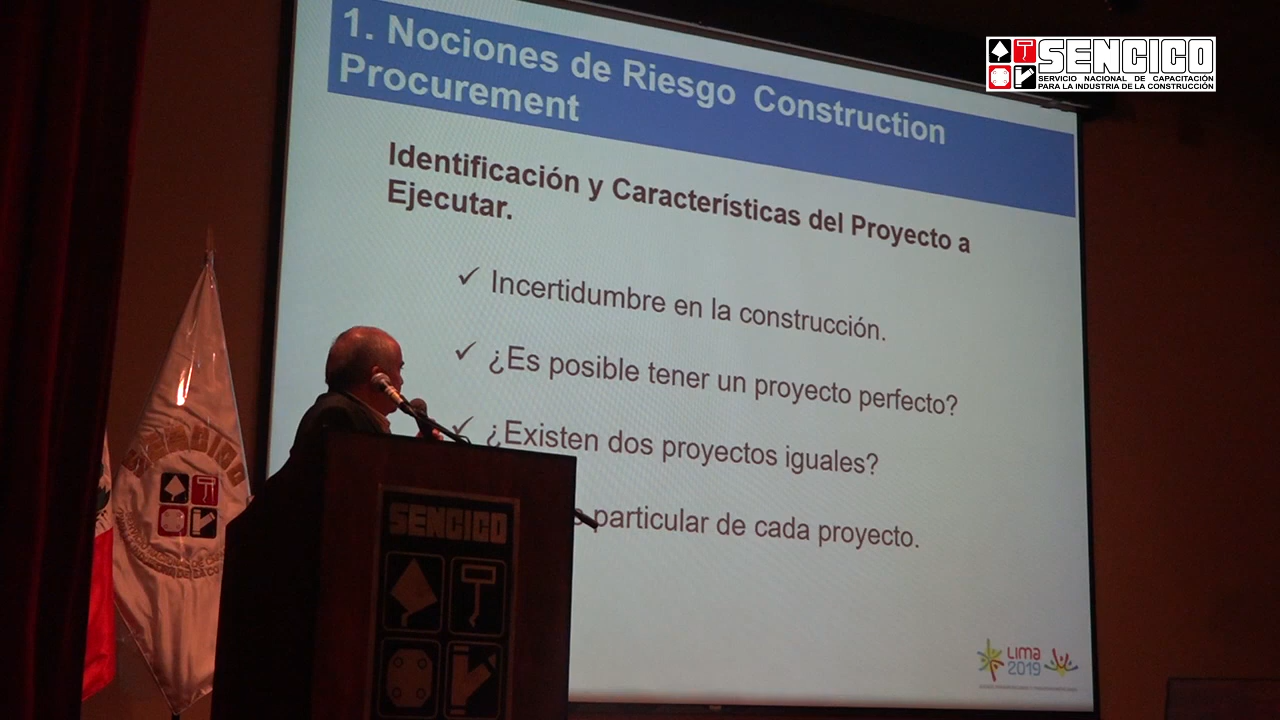 1. Nociones de Riesgo Construction
Procurement
Identificación y Características del Proyecto a
Ejecutar.
✓ Incertidumbre en la construcción.
✓ ¿Es posible tener un proyecto perfecto?
✓ ¿Existen dos proyectos iguales?
particular de cada proyecto.
Lima
2019
SENCICO
SERVICIO NACIONAL DE CAPACITACIÓN
PARA LA INDUSTRIA DE LA CONSTRUCCIÓN
SENCICO
SENCICO